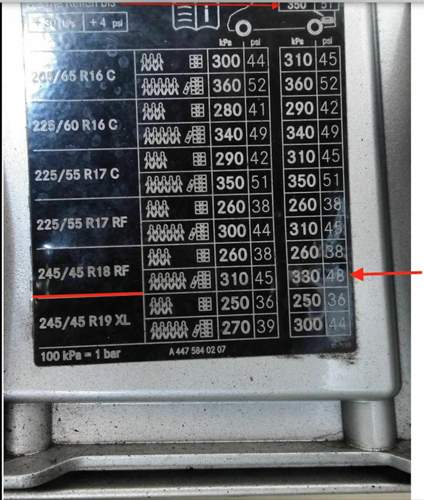 350 51
+ 4 psi
kPa psi kPa psi
/65 R16 C 300 44 310 45
360 52 360 52
225/60 R16 C 280 41 290 42
340 49 340 49
225/55 R17 C 290 42 310 45
350 51 350 51
225/55 R17 RF 260 38 260 38
300 44 310 45
245/45 R18 RF 260 38 260 38
310 45 330 48
245/45 R19 XL 250 36 250 36
270 39 300 44
100 kPa = 1 bar A 447 584 02 07